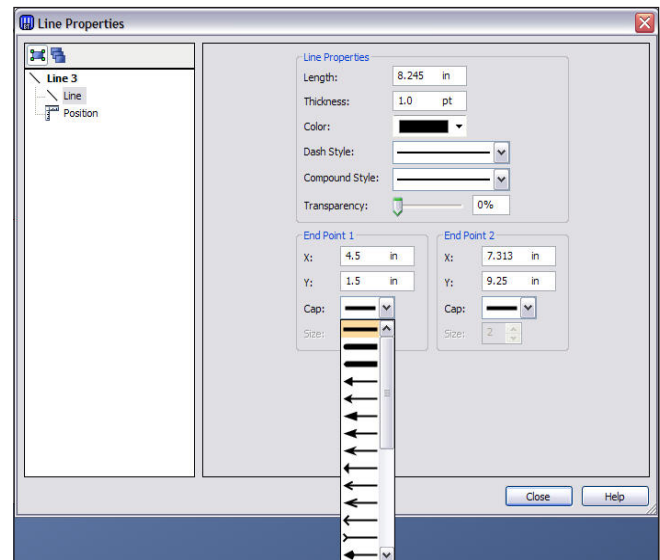 Line Properties
Line 3
Line
Position
Line Properties
Length: 8.245 in
Thickness: 1.0 pt
Color:
Dash Style:
Compound Style:
Transparency: 0%
End Point 1
X: 4.5 in
Y: 1.5 in
Cap:
Size:
End Point 2
X: 7.313 in
Y: 9.25 in
Cap:
Size: 2
Close
Help